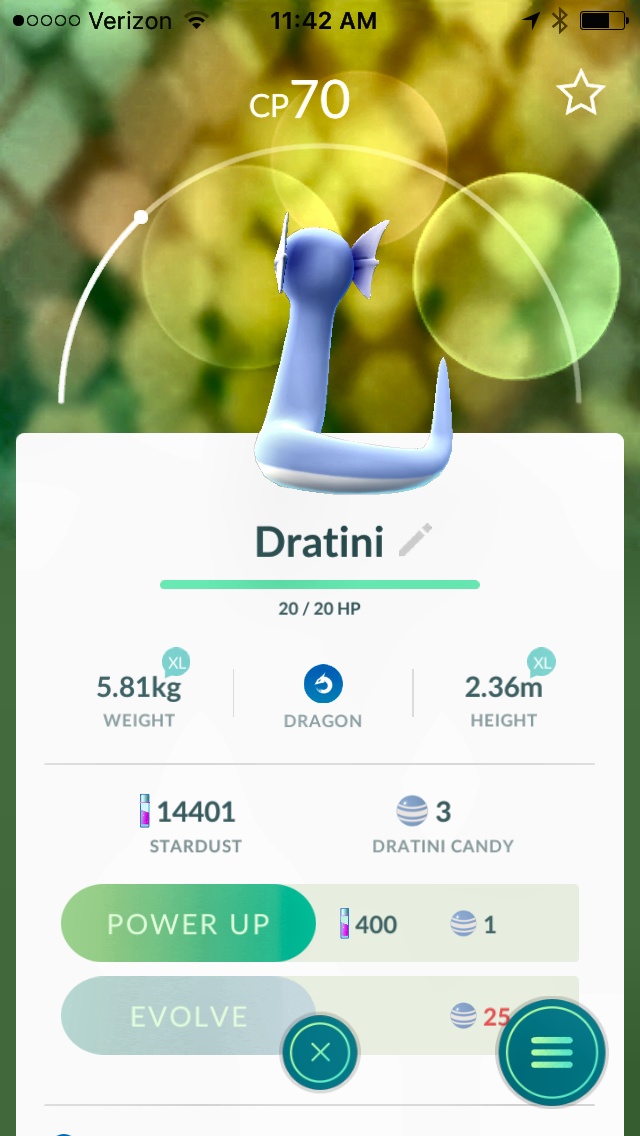 Verizon 11:42 AM
CP70
Dratini
20 / 20 HP
XL XL
5.81kg 2.36m
WEIGHT DRAGON HEIGHT
14401 3
STARDUST DRATINI CANDY
POWER UP 400 1
EVOLVE 25